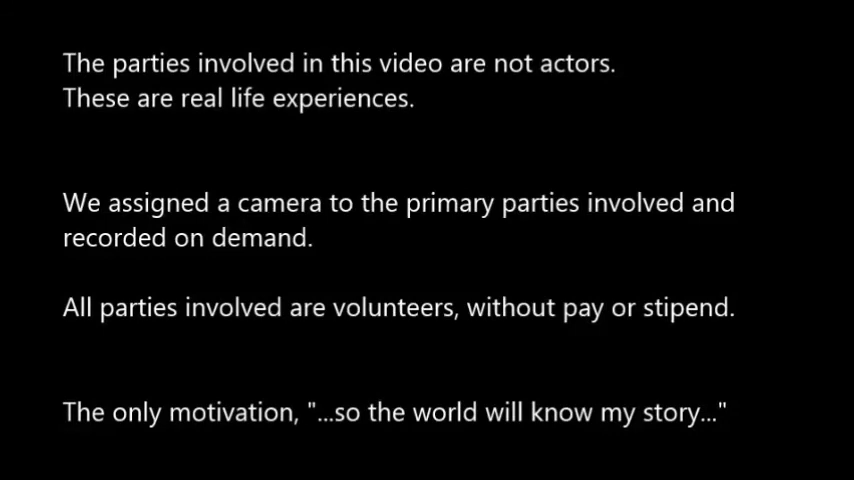 The parties involved in this video are not actors.
These are real life experiences.
We assigned a camera to the primary parties involved and
recorded on demand.
All parties involved are volunteers, without pay or stipend.
The only motivation, "...so the world will know my story..."